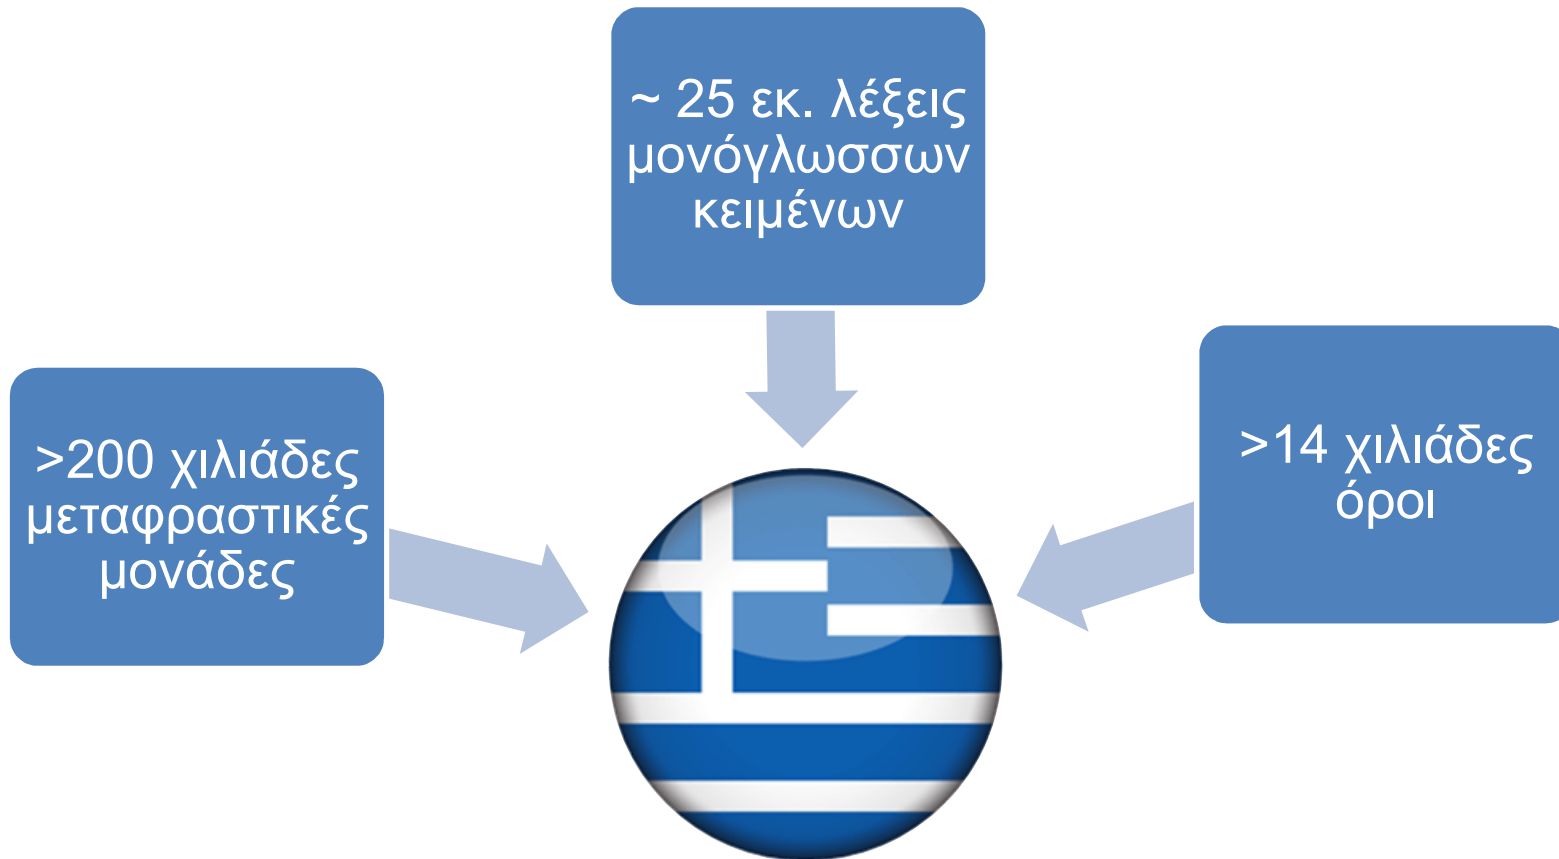 ~ 25 εκ. λέξεις
μονόγλωσσων
κειμένων
>200 χιλιάδες
μεταφραστικές
μονάδες
>14 χιλιάδες
όροι